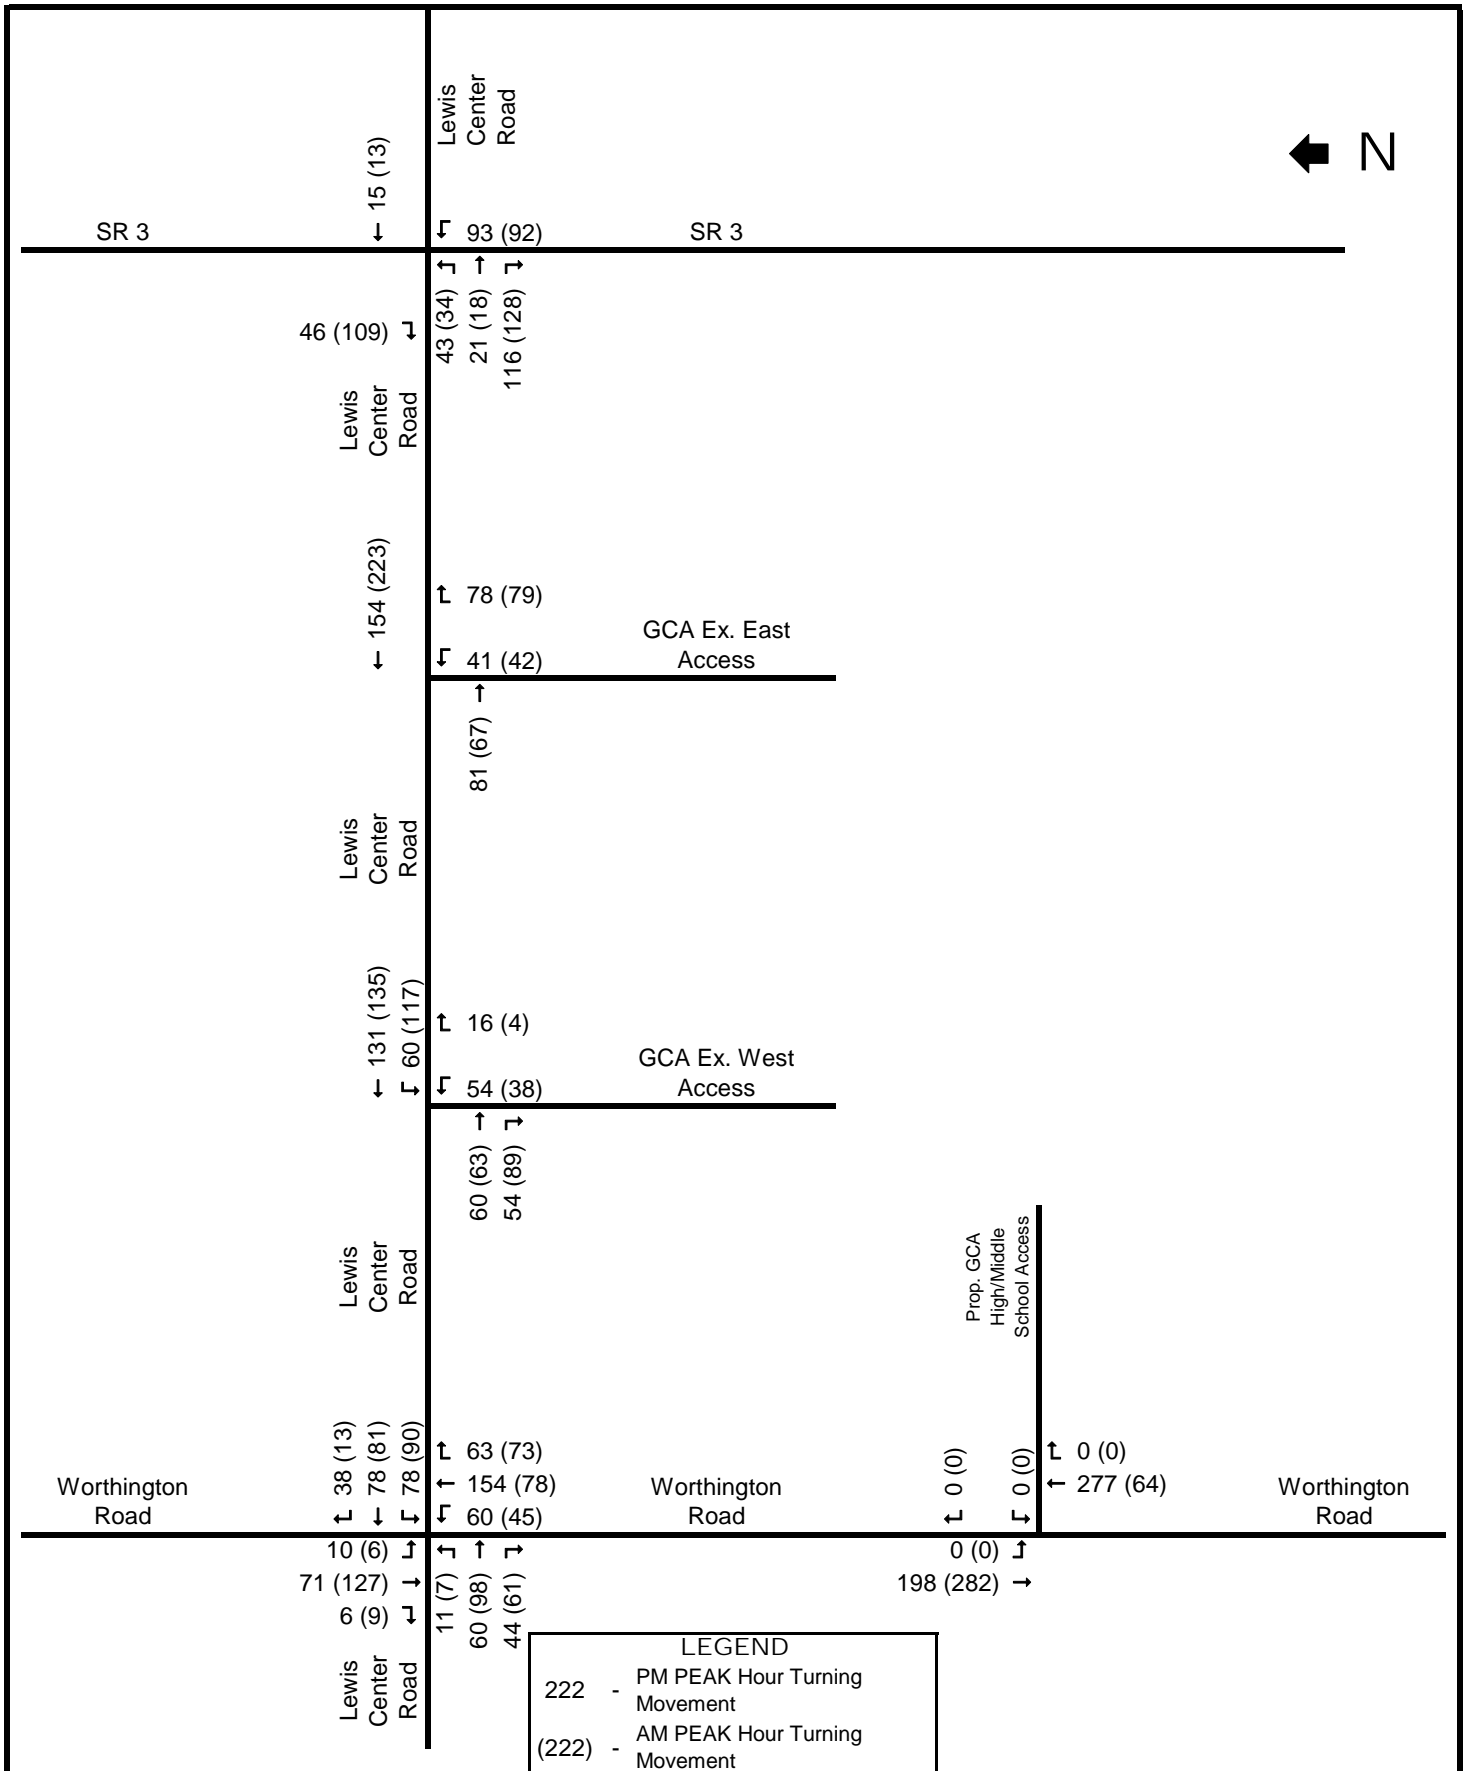 Lewis
Center
Road
N
15 (13)
SR 3
93 (92)
SR 3
43 (34)
21 (18)
116 (128)
46 (109)
Lewis
Center
Road
154 (223)
78 (79)
GCA Ex. East
Access
41 (42)
81 (67)
Lewis
Center
Road
131 (135)
60 (117)
16 (4)
GCA Ex. West
Access
54 (38)
60 (63)
54 (89)
Lewis
Center
Road
Prop. GCA
High/Middle
School Access
38 (13)
78 (81)
78 (90)
63 (73)
154 (78)
60 (45)
Worthington
Road
Worthington
Road
0 (0)
0 (0)
0 (0)
277 (64)
Worthington
Road
10 (6)
71 (127)
6 (9)
11 (7)
60 (98)
44 (61)
0 (0)
198 (282)
Lewis
Center
Road
LEGEND
222 - PM PEAK Hour Turning
Movement
(222) - AM PEAK Hour Turning
Movement